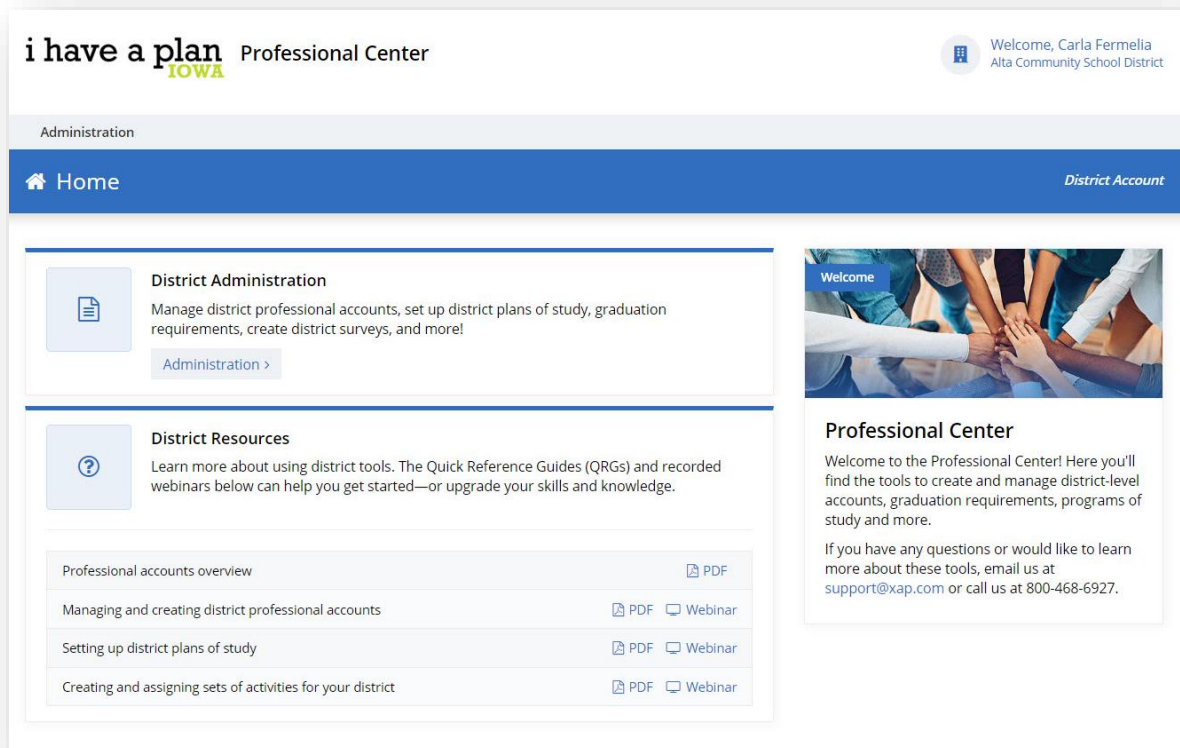 i have a plan
IOWA
Professional Center
Welcome, Carla Fermelia
Alta Community School District
Administration
Home
District Account
District Administration
Manage district professional accounts, set up district plans of study, graduation
requirements, create district surveys, and more!
Administration >
District Resources
Learn more about using district tools. The Quick Reference Guides (QRGs) and recorded
webinars below can help you get started—or upgrade your skills and knowledge.
Professional accounts overview PDF
Managing and creating district professional accounts PDF Webinar
Setting up district plans of study PDF Webinar
Creating and assigning sets of activities for your district PDF Webinar
Welcome
Professional Center
Welcome to the Professional Center! Here you'll
find the tools to create and manage district-level
accounts, graduation requirements, programs of
study and more.
If you have any questions or would like to learn
more about these tools, email us at
support@xap.com or call us at 800-468-6927.